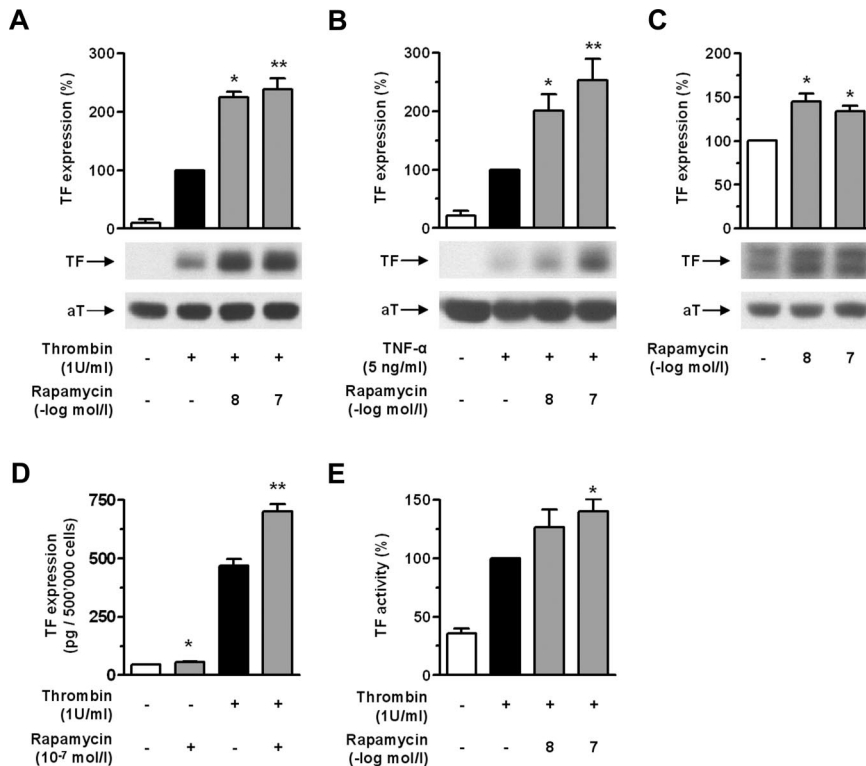 A
TF expression (%)
300
200
100
0
*
**
TF
aT
Thrombin
(1U/ml)
- + + +
Rapamycin
(-log mol/l)
- - 8 7
B
TF expression (%)
300
200
100
0
*
**
TF
aT
TNF-α
(5 ng/ml)
- + + +
Rapamycin
(-log mol/l)
- - 8 7
C
TF expression (%)
200
150
100
50
0
*
*
TF
aT
Rapamycin
(-log mol/l)
- 8 7
D
TF expression
(pg / 500'000 cells)
750
500
250
0
*
**
Thrombin
(1U/ml)
- - + +
Rapamycin
(10⁻⁷ mol/l)
- + - +
E
TF activity (%)
150
100
50
0
*
Thrombin
(1U/ml)
- + + +
Rapamycin
(-log mol/l)
- - 8 7